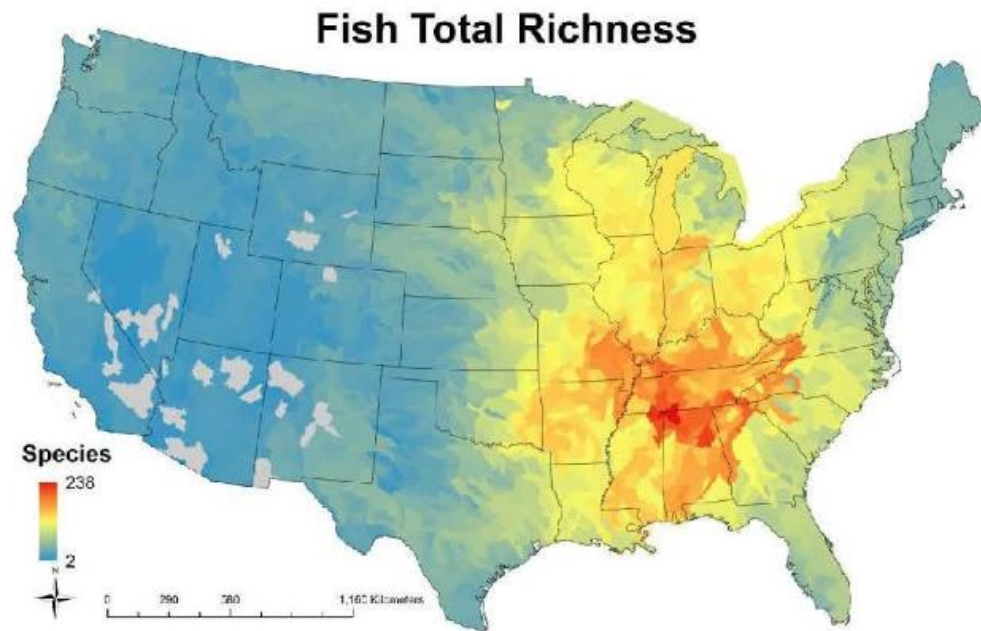 Fish Total Richness
Species
238
2
N
0 290 580 1,160 Kilometers